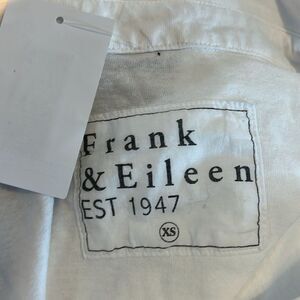 Frank
& Eileen
EST 1947
XS